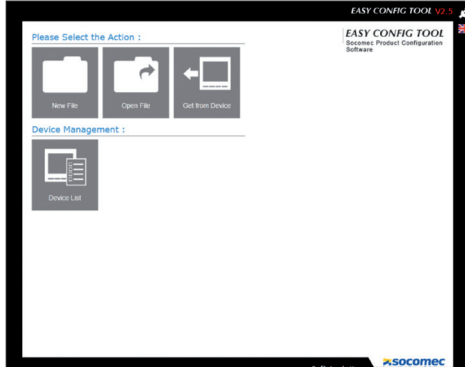 EASY CONFIG TOOL V2.5
EASY CONFIG TOOL
Socomec Product Configuration
Software
Please Select the Action :
New File
Open File
Get from Device
Device Management :
Device List
socomec